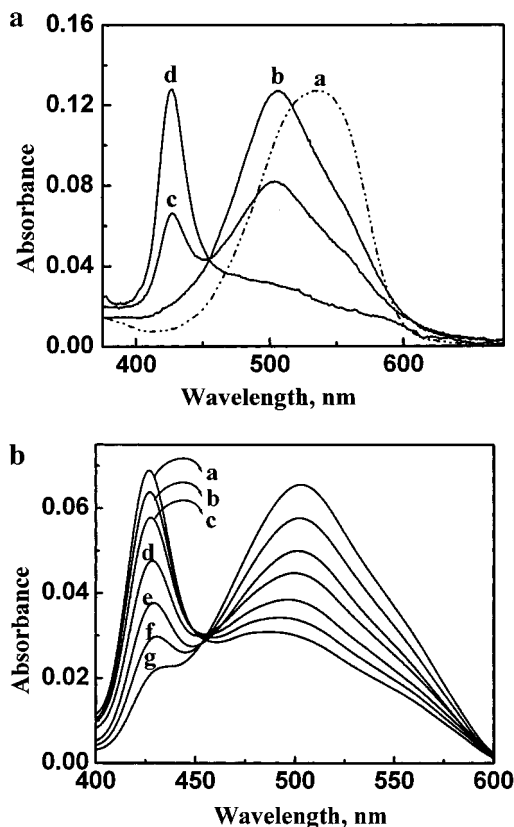 a
0.16
0.12
0.08
0.04
0.00
Absorbance
d
b
a
c
400 500 600
Wavelength, nm
b
0.06
0.04
0.02
0.00
Absorbance
a
b
c
d
e
f
g
400 450 500 550 600
Wavelength, nm